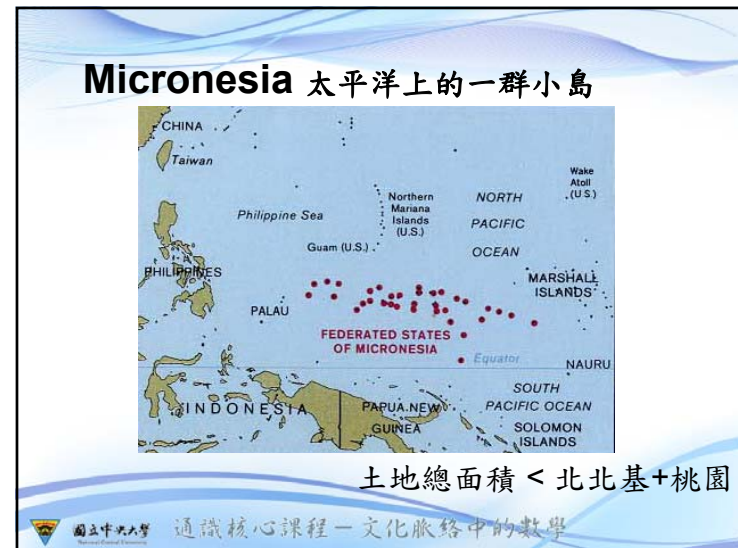 Micronesia 太平洋上的一群小島
CHINA
Taiwan
Wake
Atoll
(U.S.)
Northern
Mariana
Islands
(U.S.)
NORTH
PACIFIC
OCEAN
Philippine Sea
Guam (U.S.)
PHILIPPINES
MARSHALL
ISLANDS
PALAU
FEDERATED STATES
OF MICRONESIA
Equator
NAURU
INDONESIA
PAPUA NEW
GUINEA
SOUTH
PACIFIC OCEAN
SOLOMON
ISLANDS
土地總面積 < 北北基+桃園
國立中央大學 通識核心課程－文化脈絡中的數學
National Central University